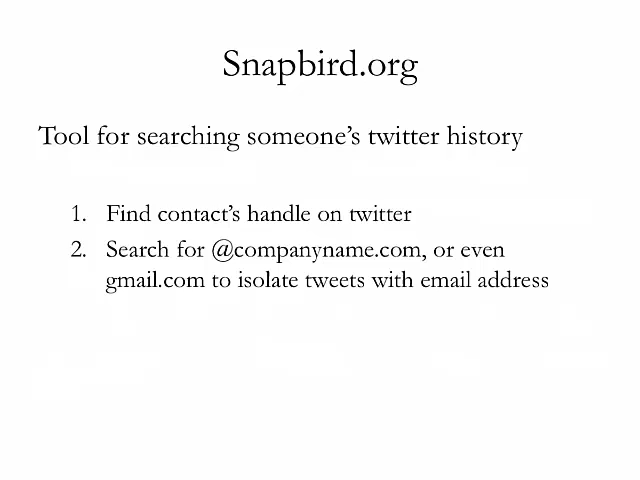 Snapbird.org
Tool for searching someone's twitter history
1. Find contact's handle on twitter
2. Search for @companyname.com, or even
gmail.com to isolate tweets with email address